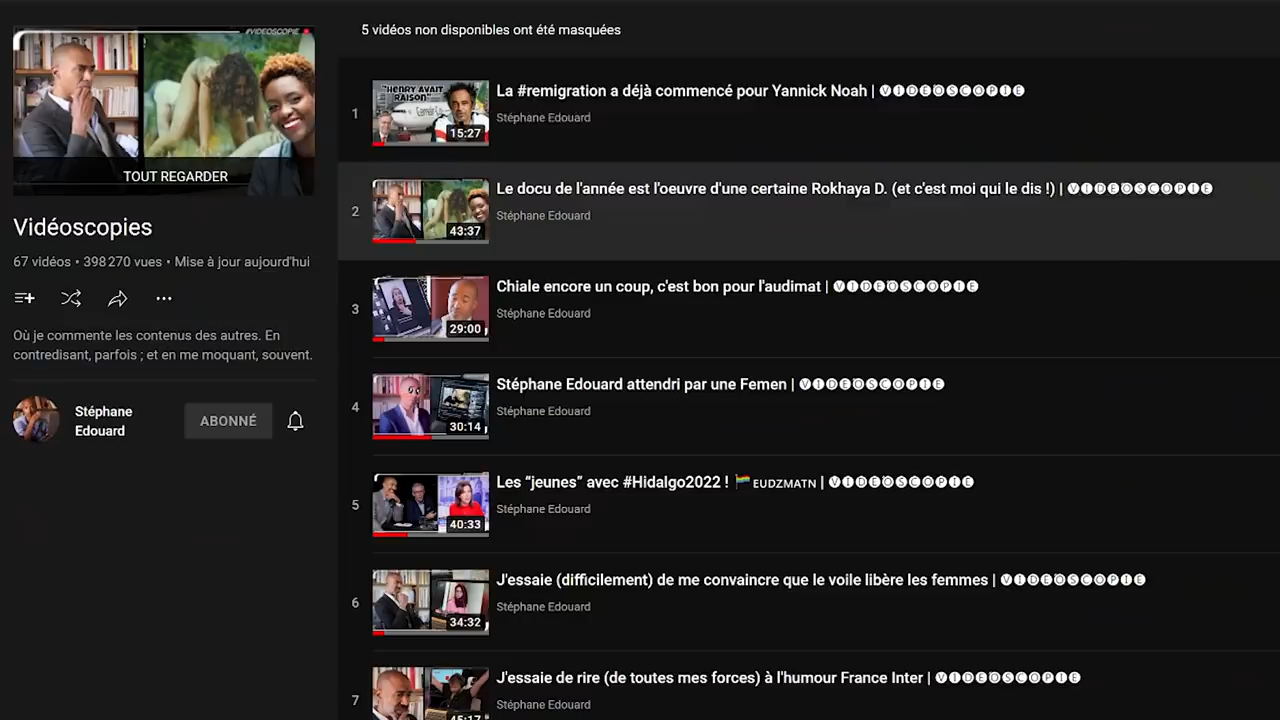 #VIDEOSCOPIE
TOUT REGARDER
Vidéoscopies
67 vidéos • 398 270 vues • Mise à jour aujourd'hui
Où je commente les contenus des autres. En
contredisant, parfois ; et en me moquant, souvent.
Stéphane
Edouard
ABONNÉ
5 vidéos non disponibles ont été masquées
1
"HENRY AVAIT
RAISON"
15:27
La #remigration a déjà commencé pour Yannick Noah | 🅥🅘🅓🅔🅞🅢🅒🅞🅟🅘🅔
Stéphane Edouard
2
43:37
Le docu de l'année est l'oeuvre d'une certaine Rokhaya D. (et c'est moi qui le dis !) | 🅥🅘🅓🅔🅞🅢🅒🅞🅟🅘🅔
Stéphane Edouard
3
29:00
Chiale encore un coup, c'est bon pour l'audimat | 🅥🅘🅓🅔🅞🅢🅒🅞🅟🅘🅔
Stéphane Edouard
4
30:14
Stéphane Edouard attendri par une Femen | 🅥🅘🅓🅔🅞🅢🅒🅞🅟🅘🅔
Stéphane Edouard
5
40:33
Les “jeunes” avec #Hidalgo2022 ! 🏳️‍🌈 ᴇᴜᴅᴢᴍᴀᴛɴ | 🅥🅘🅓🅔🅞🅢🅒🅞🅟🅘🅔
Stéphane Edouard
6
34:32
J'essaie (difficilement) de me convaincre que le voile libère les femmes | 🅥🅘🅓🅔🅞🅢🅒🅞🅟🅘🅔
Stéphane Edouard
7
45:17
J'essaie de rire (de toutes mes forces) à l'humour France Inter | 🅥🅘🅓🅔🅞🅢🅒🅞🅟🅘🅔
Stéphane Edouard